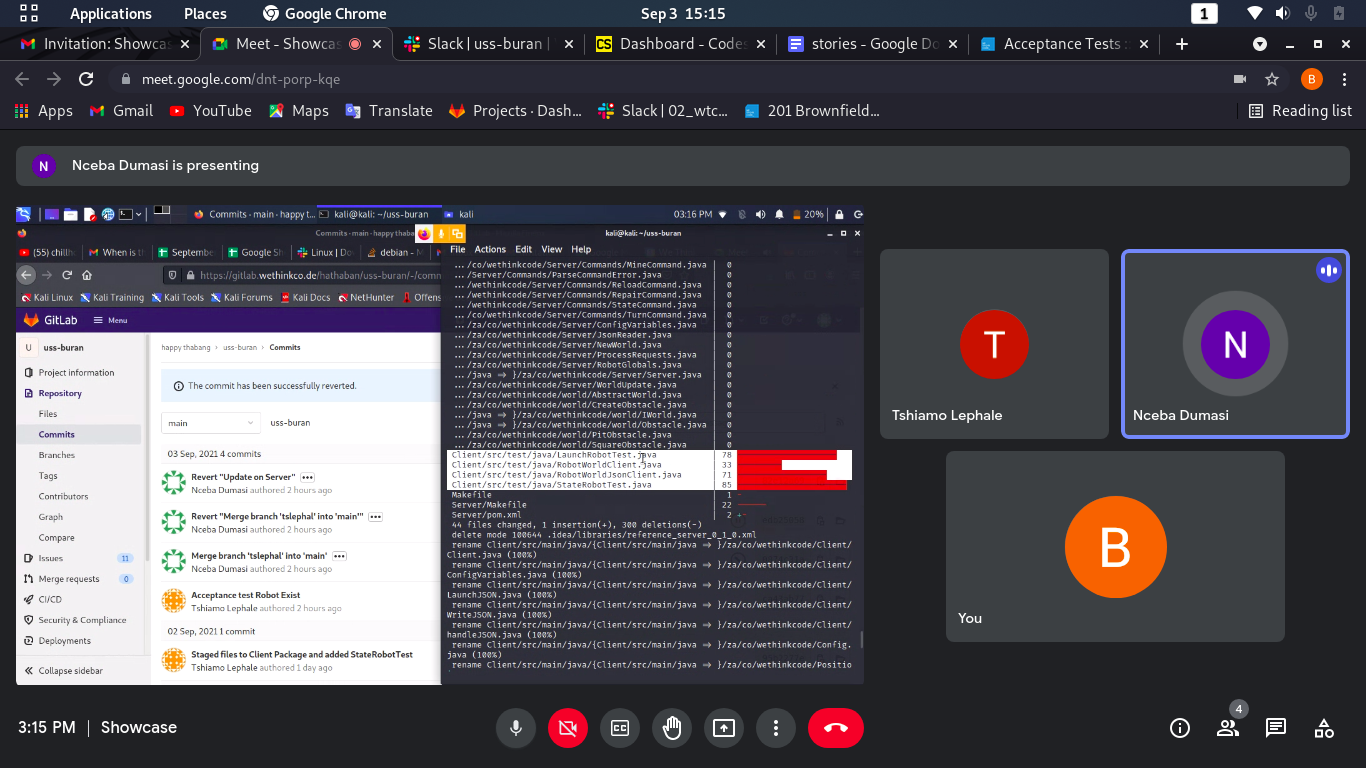 Applications Places Google Chrome Sep 3 15:15 1
Invitation: Showcas Meet - Showcas Slack | uss-buran | Dashboard - Codes stories - Google Do Acceptance Tests :
meet.google.com/dnt-porp-kqe B
Apps Gmail YouTube Maps Translate Projects · Dash... Slack | 02_wtc... 201 Brownfield... Reading list
N Nceba Dumasi is presenting
Commits · main · happy t... kali@kali: ~/uss-buran kali 03:16 PM 20%
Commits · main · happy thabang kali@kali:~/uss-buran
File Actions Edit View Help
(55) chillh When is t Septembe Google Sh Linux | Do debian - M
https://gitlab.wethinkco.de/hathaban/uss-buran/-/comm
Kali Linux Kali Training Kali Tools Kali Forums Kali Docs NetHunter Offens
GitLab Menu
U uss-buran
Project information
Repository
Files
Commits
Branches
Tags
Contributors
Graph
Compare
Issues 11
Merge requests 0
CI/CD
Security & Compliance
Deployments
Collapse sidebar
happy thabang › uss-buran › Commits
The commit has been successfully reverted.
main uss-buran
03 Sep, 2021 4 commits
Revert "Update on Server"
Nceba Dumasi authored 2 hours ago
Revert "Merge branch 'tslephal' into 'main'"
Nceba Dumasi authored 2 hours ago
Merge branch 'tslephal' into 'main'
Nceba Dumasi authored 2 hours ago
Acceptance test Robot Exist
Tshiamo Lephale authored 2 hours ago
02 Sep, 2021 1 commit
Staged files to Client Package and added StateRobotTest
Tshiamo Lephale authored 1 day ago
.../co/wethinkcode/Server/Commands/MineCommand.java | 0
.../Server/Commands/ParseCommandError.java | 0
.../co/wethinkcode/Server/Commands/ReloadCommand.java | 0
.../co/wethinkcode/Server/Commands/RepairCommand.java | 0
.../co/wethinkcode/Server/Commands/StateCommand.java | 0
.../co/wethinkcode/Server/Commands/TurnCommand.java | 0
.../za/co/wethinkcode/Server/ConfigVariables.java | 0
.../za/co/wethinkcode/Server/JsonReader.java | 0
.../za/co/wethinkcode/Server/NewWorld.java | 0
.../za/co/wethinkcode/Server/ProcessRequests.java | 0
.../za/co/wethinkcode/Server/RobotGlobals.java | 0
.../java => }/za/co/wethinkcode/Server/Server.java | 0
.../za/co/wethinkcode/Server/WorldUpdate.java | 0
.../za/co/wethinkcode/world/AbstractWorld.java | 0
.../za/co/wethinkcode/world/CreateObstacle.java | 0
.../java => }/za/co/wethinkcode/world/IWorld.java | 0
.../java => }/za/co/wethinkcode/world/Obstacle.java | 0
.../za/co/wethinkcode/world/PitObstacle.java | 0
.../za/co/wethinkcode/world/SquareObstacle.java | 0
Client/src/test/java/LaunchRobotTest.java | 78
Client/src/test/java/RobotWorldClient.java | 33
Client/src/test/java/RobotWorldJsonClient.java | 71
Client/src/test/java/StateRobotTest.java | 85
Makefile | 1 -
Server/Makefile | 22
Server/pom.xml | 2 +-
44 files changed, 1 insertion(+), 300 deletions(-)
delete mode 100644 .idea/libraries/reference_server_0_1_0.xml
rename Client/src/main/java/{Client/src/main/java => }/za/co/wethinkcode/Client/
Client.java (100%)
rename Client/src/main/java/{Client/src/main/java => }/za/co/wethinkcode/Client/
ConfigVariables.java (100%)
rename Client/src/main/java/{Client/src/main/java => }/za/co/wethinkcode/Client/
LaunchJSON.java (100%)
rename Client/src/main/java/{Client/src/main/java => }/za/co/wethinkcode/Client/
WriteJSON.java (100%)
rename Client/src/main/java/{Client/src/main/java => }/za/co/wethinkcode/Client/
handleJSON.java (100%)
rename Client/src/main/java/{Client/src/main/java => }/za/co/wethinkcode/Config.
java (100%)
rename Client/src/main/java/{Client/src/main/java => }/za/co/wethinkcode/Positio
T
Tshiamo Lephale
N
Nceba Dumasi
B
You
3:15 PM | Showcase 4